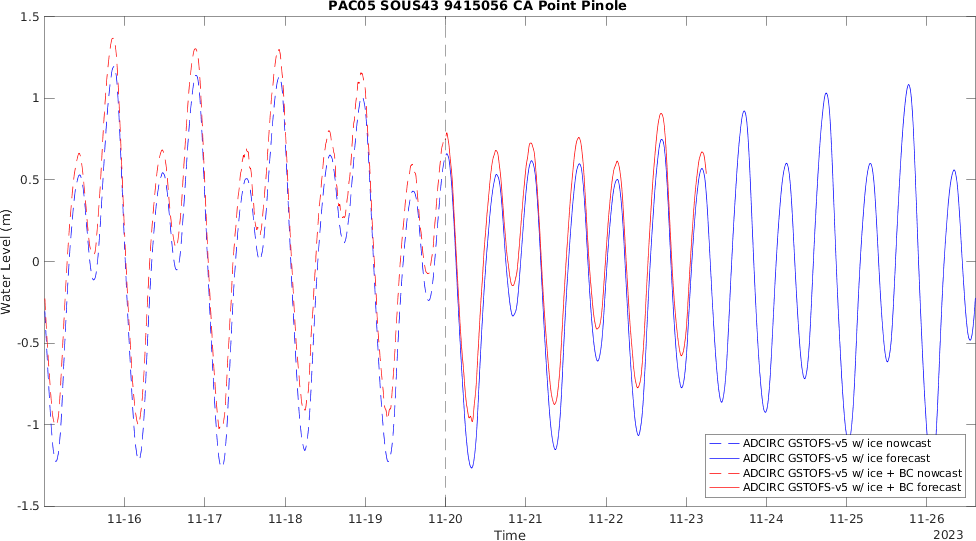 PAC05 SOUS43 9415056 CA Point Pinole
1.5
1
0.5
0
-0.5
-1
-1.5
Water Level (m)
11-16
11-17
11-18
11-19
11-20
11-21
11-22
11-23
11-24
11-25
11-26
2023
Time
ADCIRC GSTOFS-v5 w/ ice nowcast
ADCIRC GSTOFS-v5 w/ ice forecast
ADCIRC GSTOFS-v5 w/ ice + BC nowcast
ADCIRC GSTOFS-v5 w/ ice + BC forecast